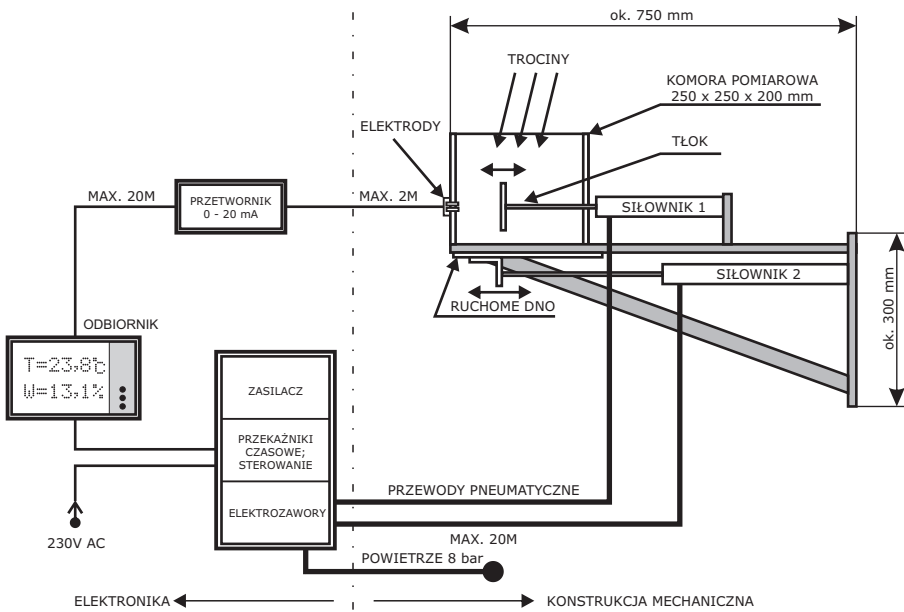 ok. 750 mm
TROCINY
KOMORA POMIAROWA
250 x 250 x 200 mm
ELEKTRODY
TŁOK
MAX. 20M
PRZETWORNIK
0 - 20 mA
MAX. 2M
SIŁOWNIK 1
SIŁOWNIK 2
ok. 300 mm
RUCHOME DNO
ODBIORNIK
T=23,8°C
W=13,1%
ZASILACZ
PRZEKAŹNIKI
CZASOWE;
STEROWANIE
ELEKTROZAWORY
PRZEWODY PNEUMATYCZNE
230V AC
MAX. 20M
POWIETRZE 8 bar
ELEKTRONIKA
KONSTRUKCJA MECHANICZNA